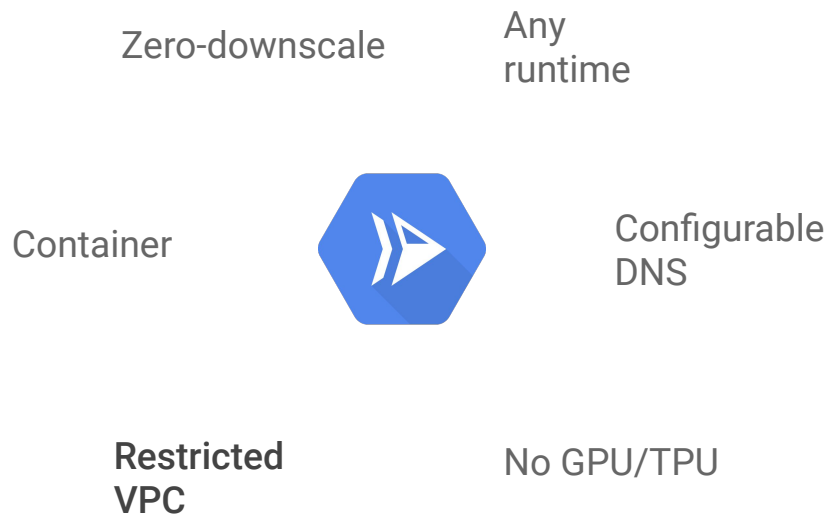 Zero-downscale
Any
runtime
Container
Configurable
DNS
Restricted
VPC
No GPU/TPU